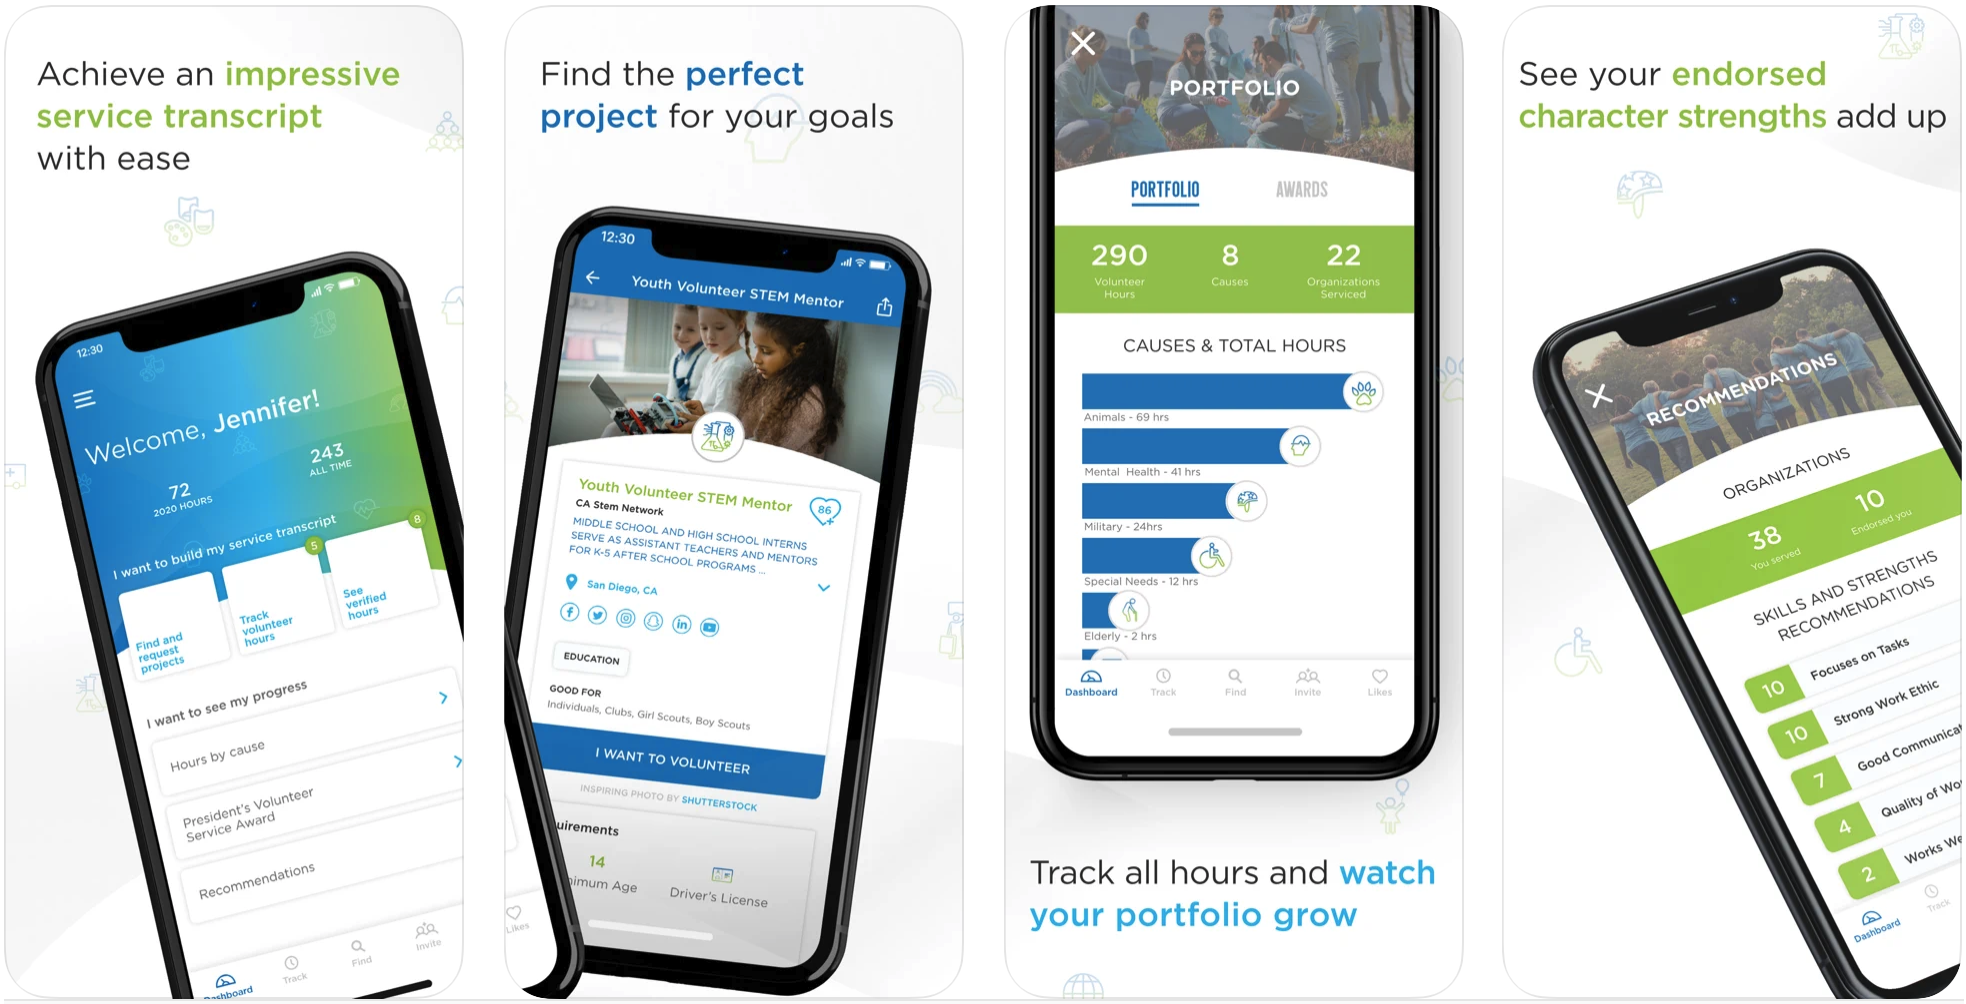 Achieve an impressive
service transcript
with ease
12:30
Welcome, Jennifer!
72
2020 HOURS
243
ALL TIME
I want to build my service transcript
Find and
request
projects
5
Track
volunteer
hours
8
See
verified
hours
I want to see my progress
Hours by cause
President's Volunteer
Service Award
Recommendations
Dashboard
Track
Find
Invite
Find the perfect
project for your goals
12:30
Youth Volunteer STEM Mentor
Youth Volunteer STEM Mentor
86
CA Stem Network
MIDDLE SCHOOL AND HIGH SCHOOL INTERNS
SERVE AS ASSISTANT TEACHERS AND MENTORS
FOR K-5 AFTER SCHOOL PROGRAMS ...
San Diego, CA
EDUCATION
GOOD FOR
Individuals, Clubs, Girl Scouts, Boy Scouts
I WANT TO VOLUNTEER
INSPIRING PHOTO BY SHUTTERSTOCK
uirements
14
nimum Age
Driver's License
Likes
PORTFOLIO
PORTFOLIO
AWARDS
290
Volunteer
Hours
8
Causes
22
Organizations
Serviced
CAUSES & TOTAL HOURS
Animals - 69 hrs
Mental Health - 41 hrs
Military - 24hrs
Special Needs - 12 hrs
Elderly - 2 hrs
Dashboard
Track
Find
Invite
Likes
Track all hours and watch
your portfolio grow
See your endorsed
character strengths add up
RECOMMENDATIONS
ORGANIZATIONS
38
You served
10
Endorsed you
SKILLS AND STRENGTHS
RECOMMENDATIONS
10 Focuses on Tasks
10 Strong Work Ethic
7 Good Communicat
4 Quality of Wo
2 Works We
Dashboard
Track